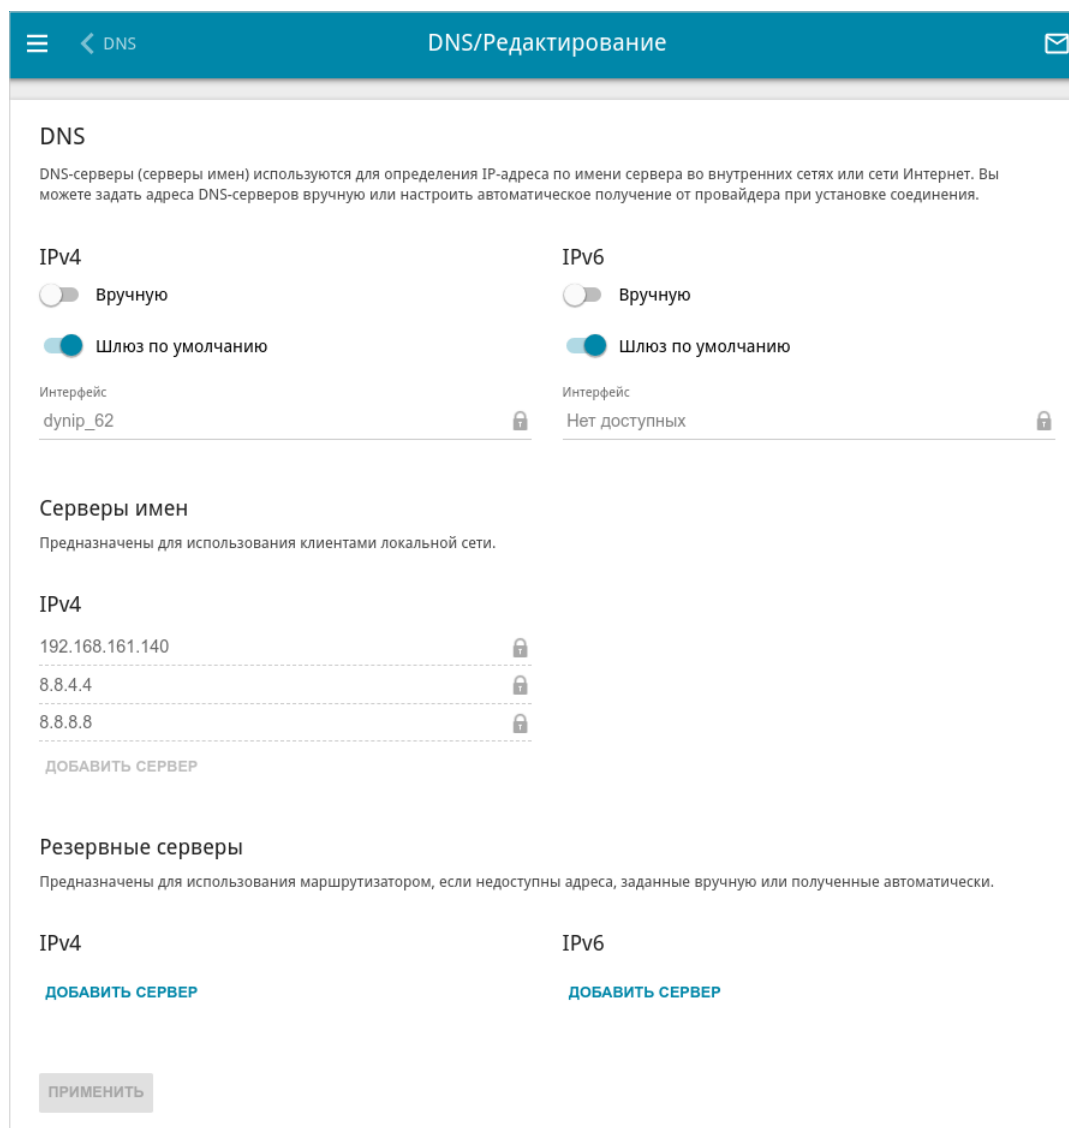 DNS
DNS/Редактирование
DNS
DNS-серверы (серверы имен) используются для определения IP-адреса по имени сервера во внутренних сетях или сети Интернет. Вы
можете задать адреса DNS-серверов вручную или настроить автоматическое получение от провайдера при установке соединения.
IPv4
Вручную
Шлюз по умолчанию
Интерфейс
dynip_62
IPv6
Вручную
Шлюз по умолчанию
Интерфейс
Нет доступных
Серверы имен
Предназначены для использования клиентами локальной сети.
IPv4
192.168.161.140
8.8.4.4
8.8.8.8
ДОБАВИТЬ СЕРВЕР
Резервные серверы
Предназначены для использования маршрутизатором, если недоступны адреса, заданные вручную или полученные автоматически.
IPv4
ДОБАВИТЬ СЕРВЕР
IPv6
ДОБАВИТЬ СЕРВЕР
ПРИМЕНИТЬ